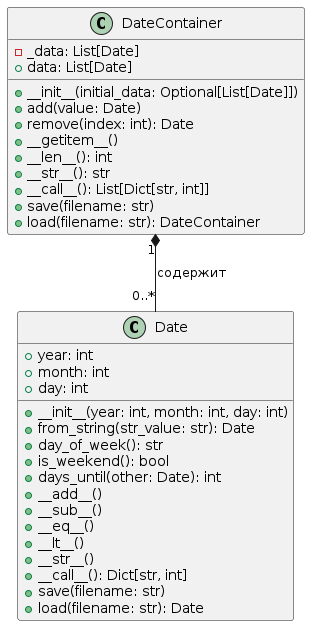 C DateContainer
_data: List[Date]
data: List[Date]
__init__(initial_data: Optional[List[Date]])
add(value: Date)
remove(index: int): Date
__getitem__()
__len__(): int
__str__(): str
__call__(): List[Dict[str, int]]
save(filename: str)
load(filename: str): DateContainer
1
содержит
0..*
C Date
year: int
month: int
day: int
__init__(year: int, month: int, day: int)
from_string(str_value: str): Date
day_of_week(): str
is_weekend(): bool
days_until(other: Date): int
__add__()
__sub__()
__eq__()
__lt__()
__str__()
__call__(): Dict[str, int]
save(filename: str)
load(filename: str): Date